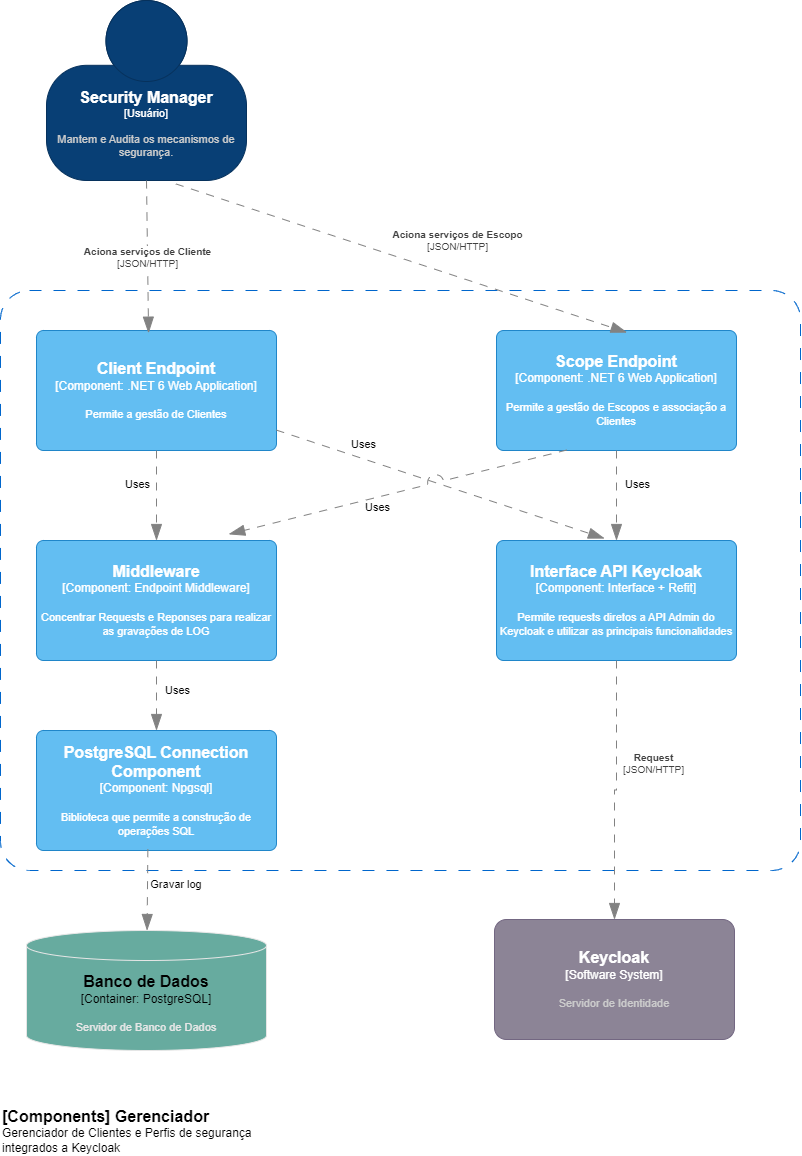 Security Manager
[Usuário]
Mantem e Audita os mecanismos de
segurança.
Aciona serviços de Escopo
[JSON/HTTP]
Aciona serviços de Cliente
[JSON/HTTP]
Client Endpoint
[Component: .NET 6 Web Application]
Permite a gestão de Clientes
Scope Endpoint
[Component: .NET 6 Web Application]
Permite a gestão de Escopos e associação a
Clientes
Uses
Uses
Uses
Uses
Middleware
[Component: Endpoint Middleware]
Concentrar Requests e Reponses para realizar
as gravações de LOG
Interface API Keycloak
[Component: Interface + Refit]
Permite requests diretos a API Admin do
Keycloak e utilizar as principais funcionalidades
Uses
PostgreSQL Connection
Component
[Component: Npgsql]
Biblioteca que permite a construção de
operações SQL
Request
[JSON/HTTP]
Gravar log
Banco de Dados
[Container: PostgreSQL]
Servidor de Banco de Dados
Keycloak
[Software System]
Servidor de Identidade
[Components] Gerenciador
Gerenciador de Clientes e Perfis de segurança
integrados a Keycloak